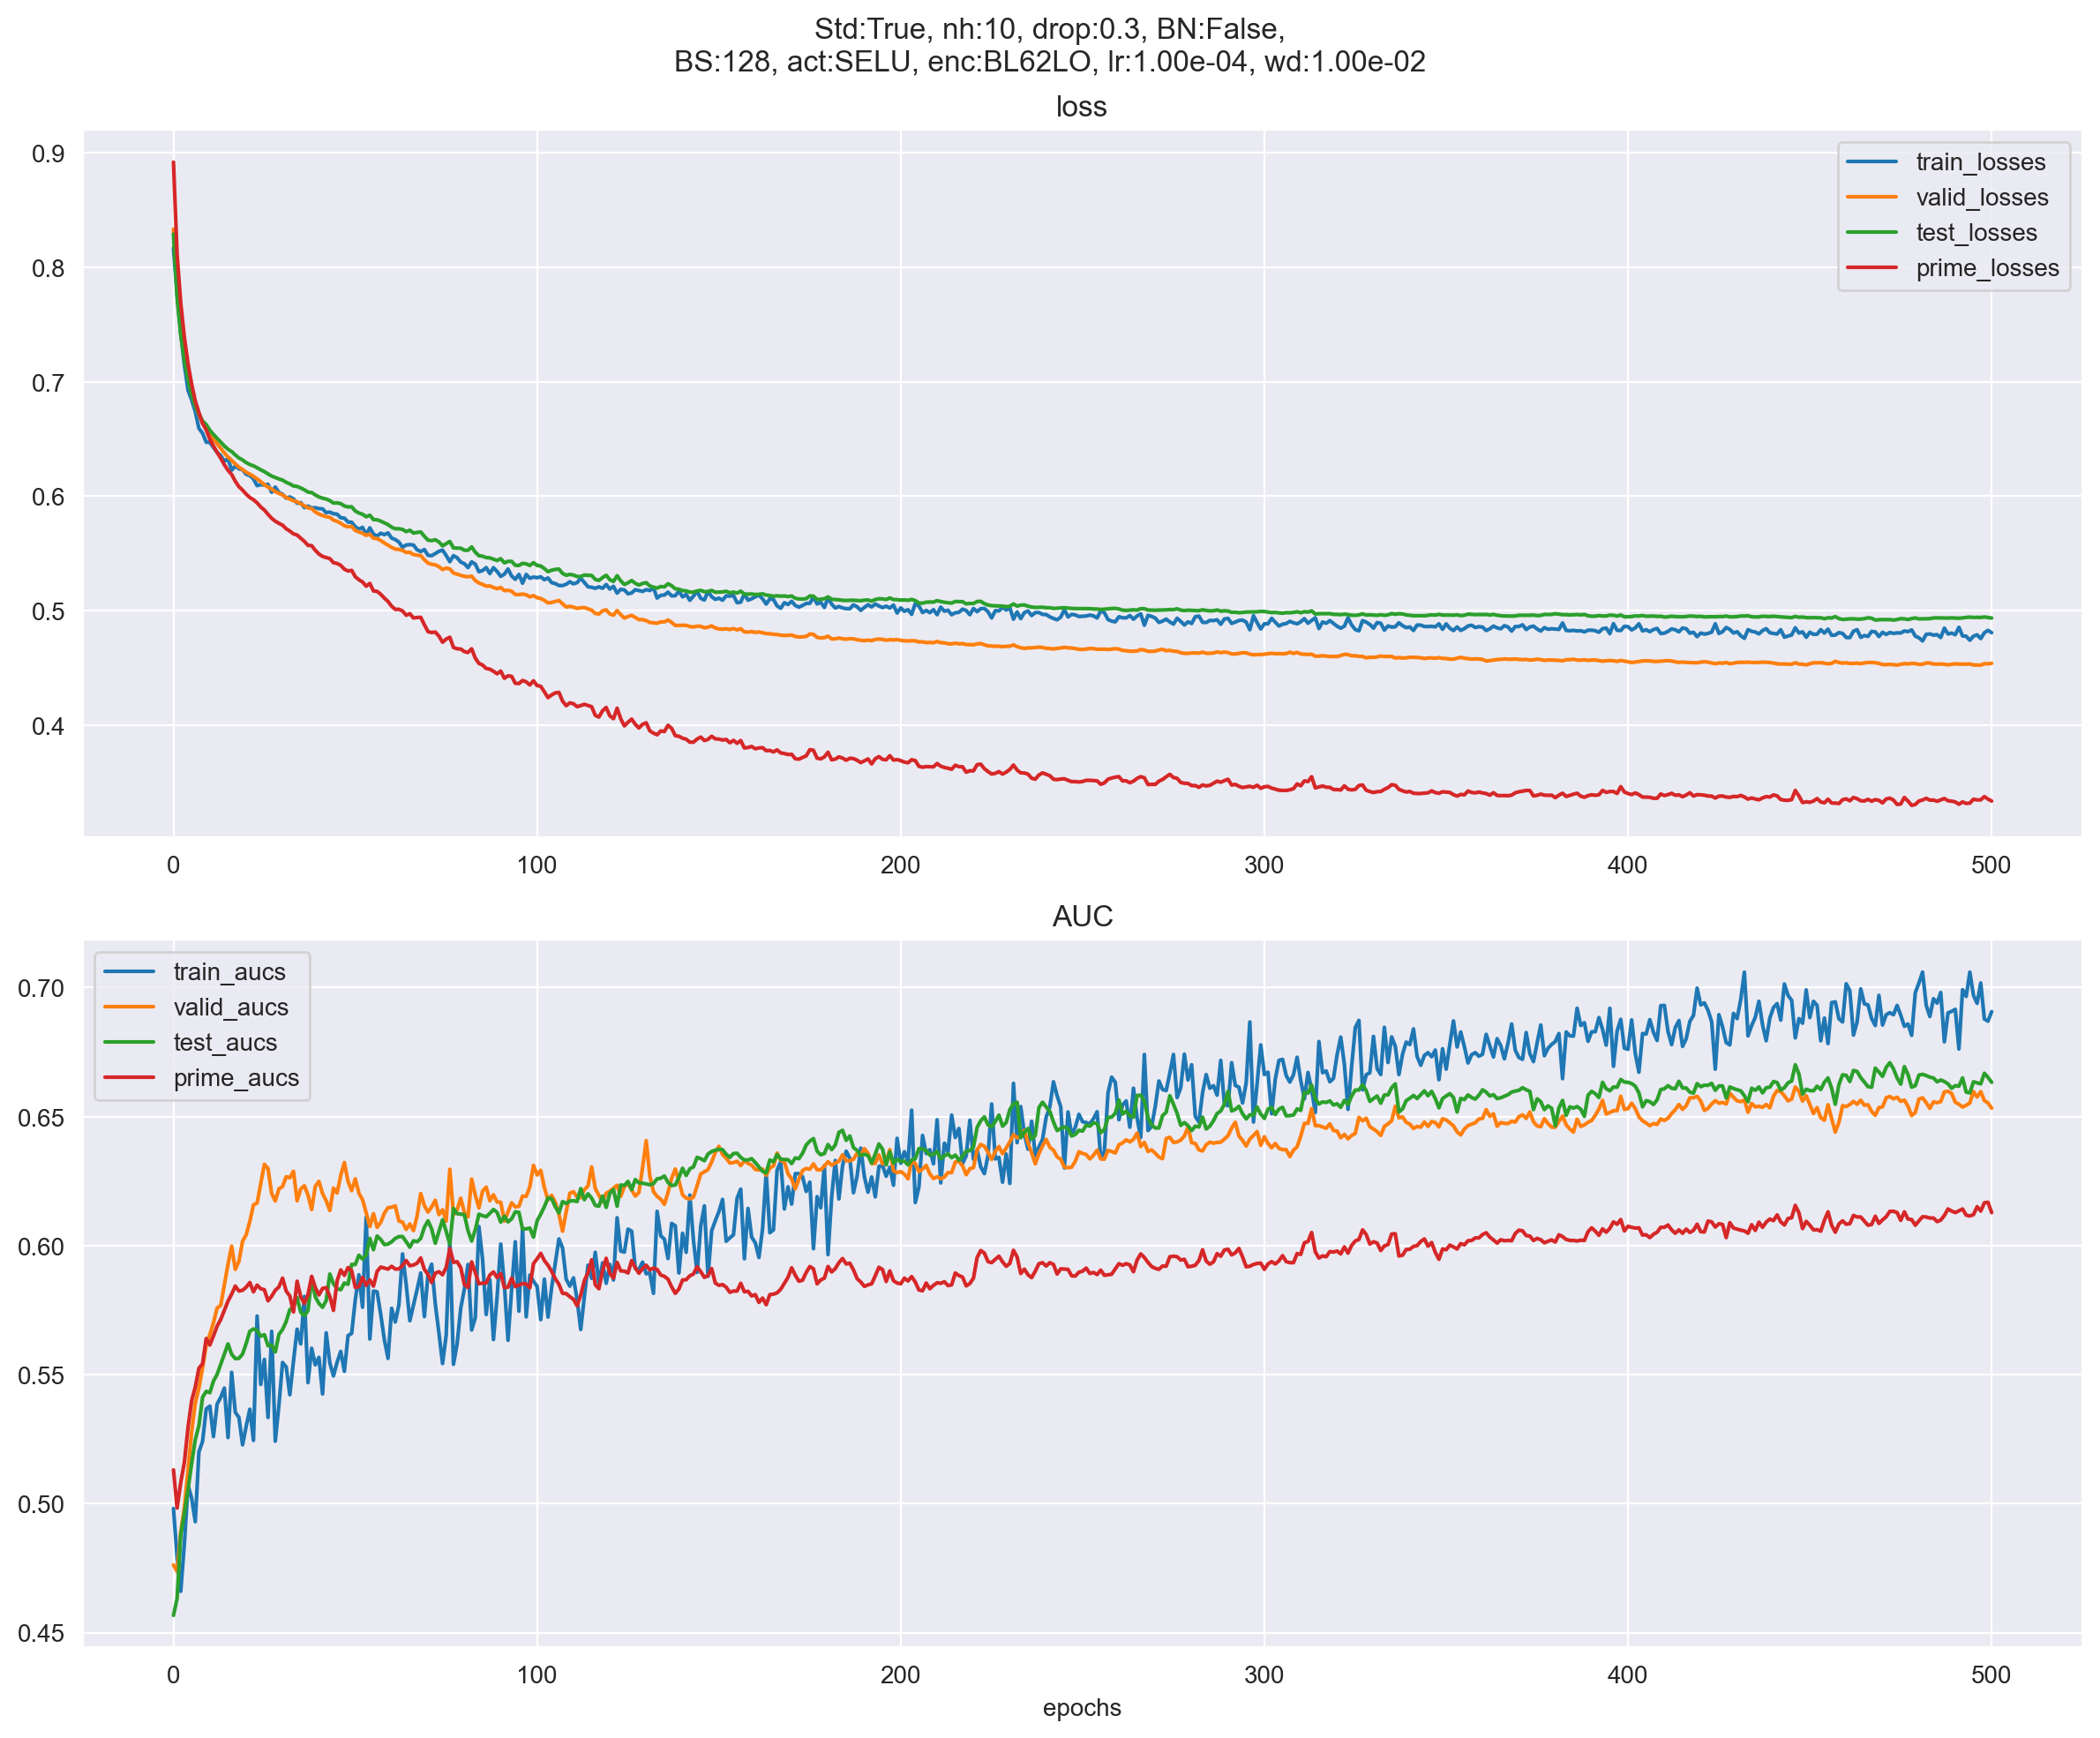 Std:True, nh:10, drop:0.3, BN:False,
BS:128, act:SELU, enc:BL62LO, lr:1.00e-04, wd:1.00e-02
loss
0.9
0.8
0.7
0.6
0.5
0.4
train_losses
valid_losses
test_losses
prime_losses
0 100 200 300 400 500
AUC
0.70
0.65
0.60
0.55
0.50
0.45
train_aucs
valid_aucs
test_aucs
prime_aucs
0 100 200 300 400 500
epochs